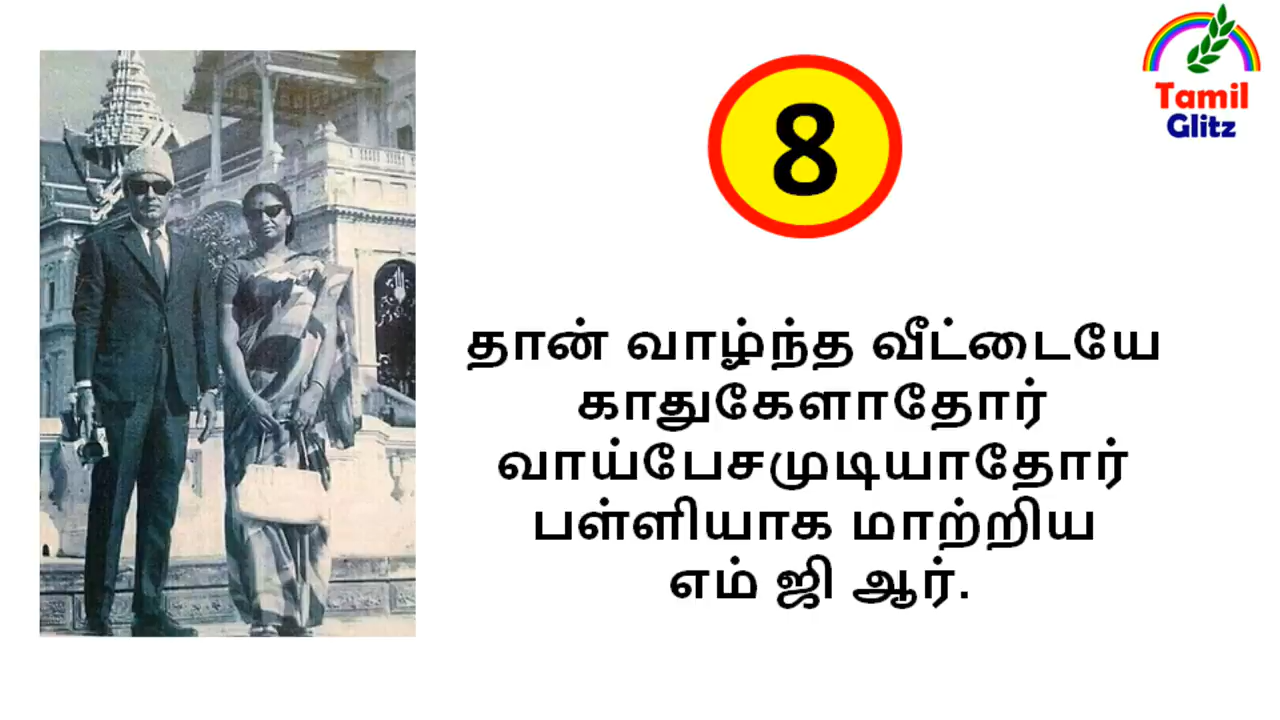 Tamil
Glitz
8
தான் வாழ்ந்த வீட்டையே
காதுகேளாதோர்
வாய்பேசமுடியாதோர்
பள்ளியாக மாற்றிய
எம் ஜி ஆர்.